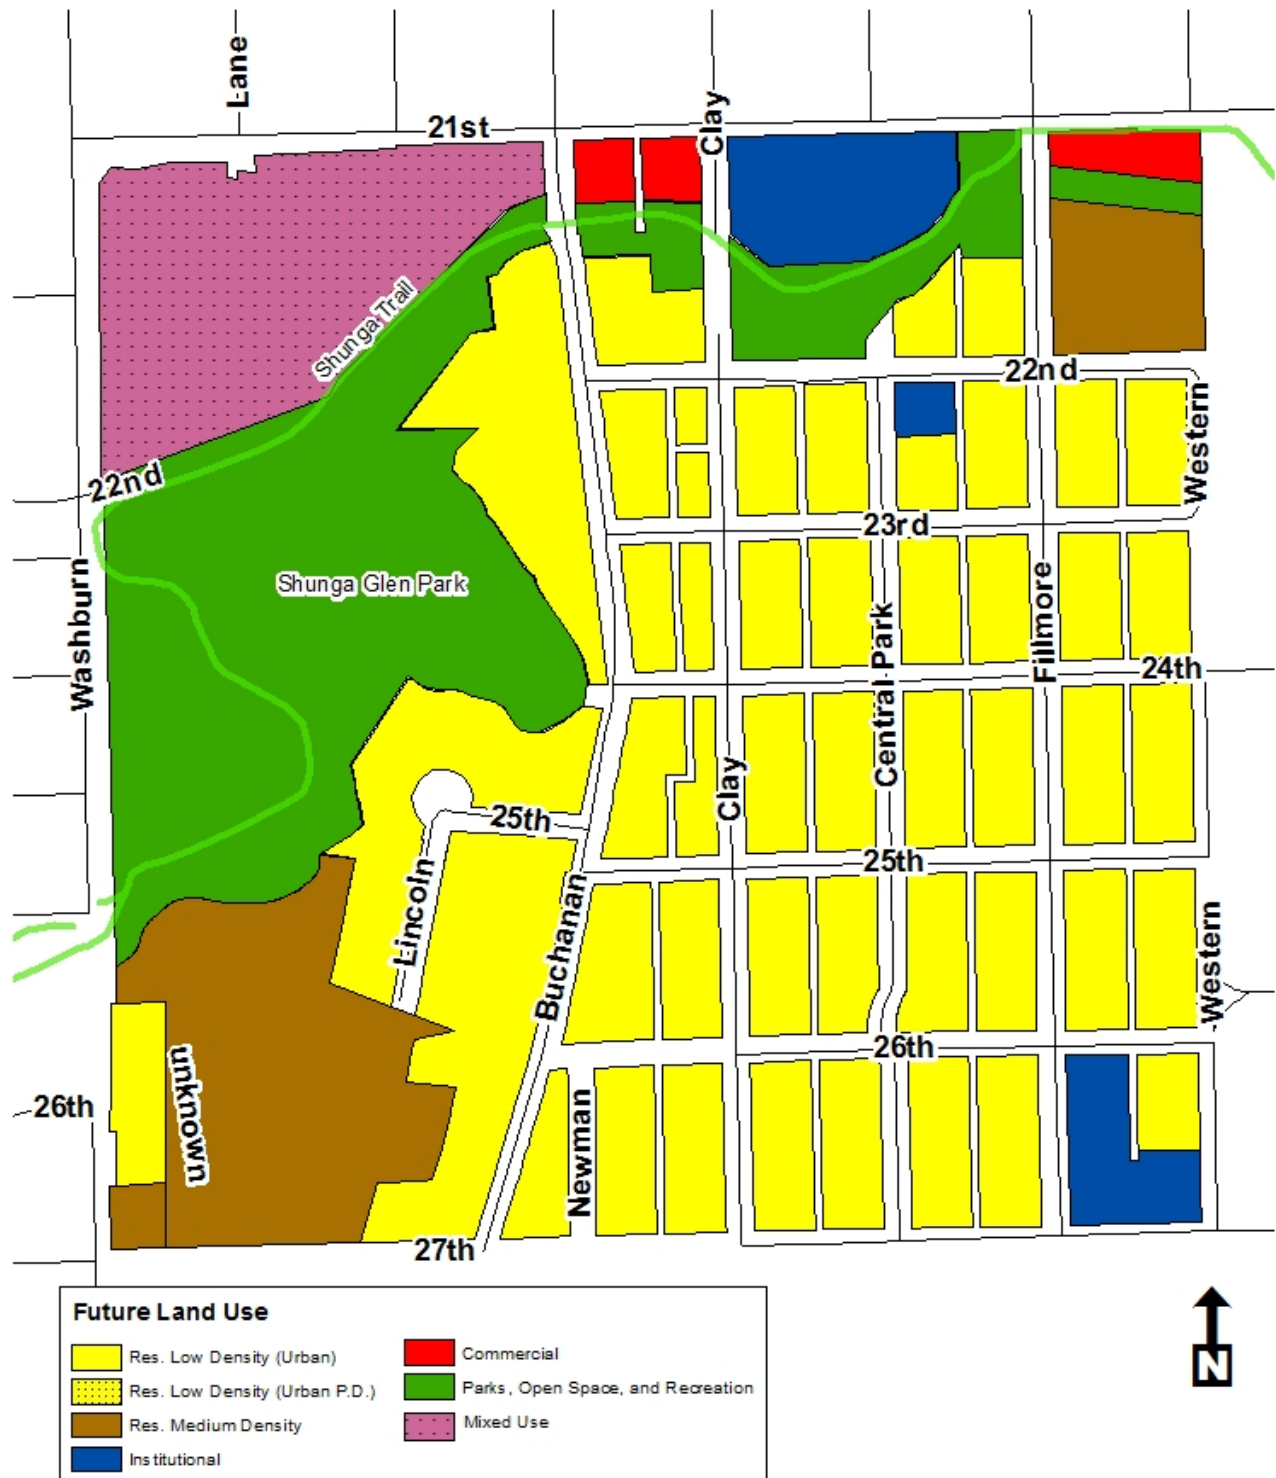 Lane
21st
Clay
Shunga Trail
22nd
Western
22nd
23rd
Shunga Glen Park
Washburn
Fillmore
Central Park
24th
Clay
25th
25th
Lincoln
Buchanan
Western
26th
unknown
26th
Newman
27th
Future Land Use
Res. Low Density (Urban)
Res. Low Density (Urban P.D.)
Res. Medium Density
Institutional
Commercial
Parks, Open Space, and Recreation
Mixed Use
N